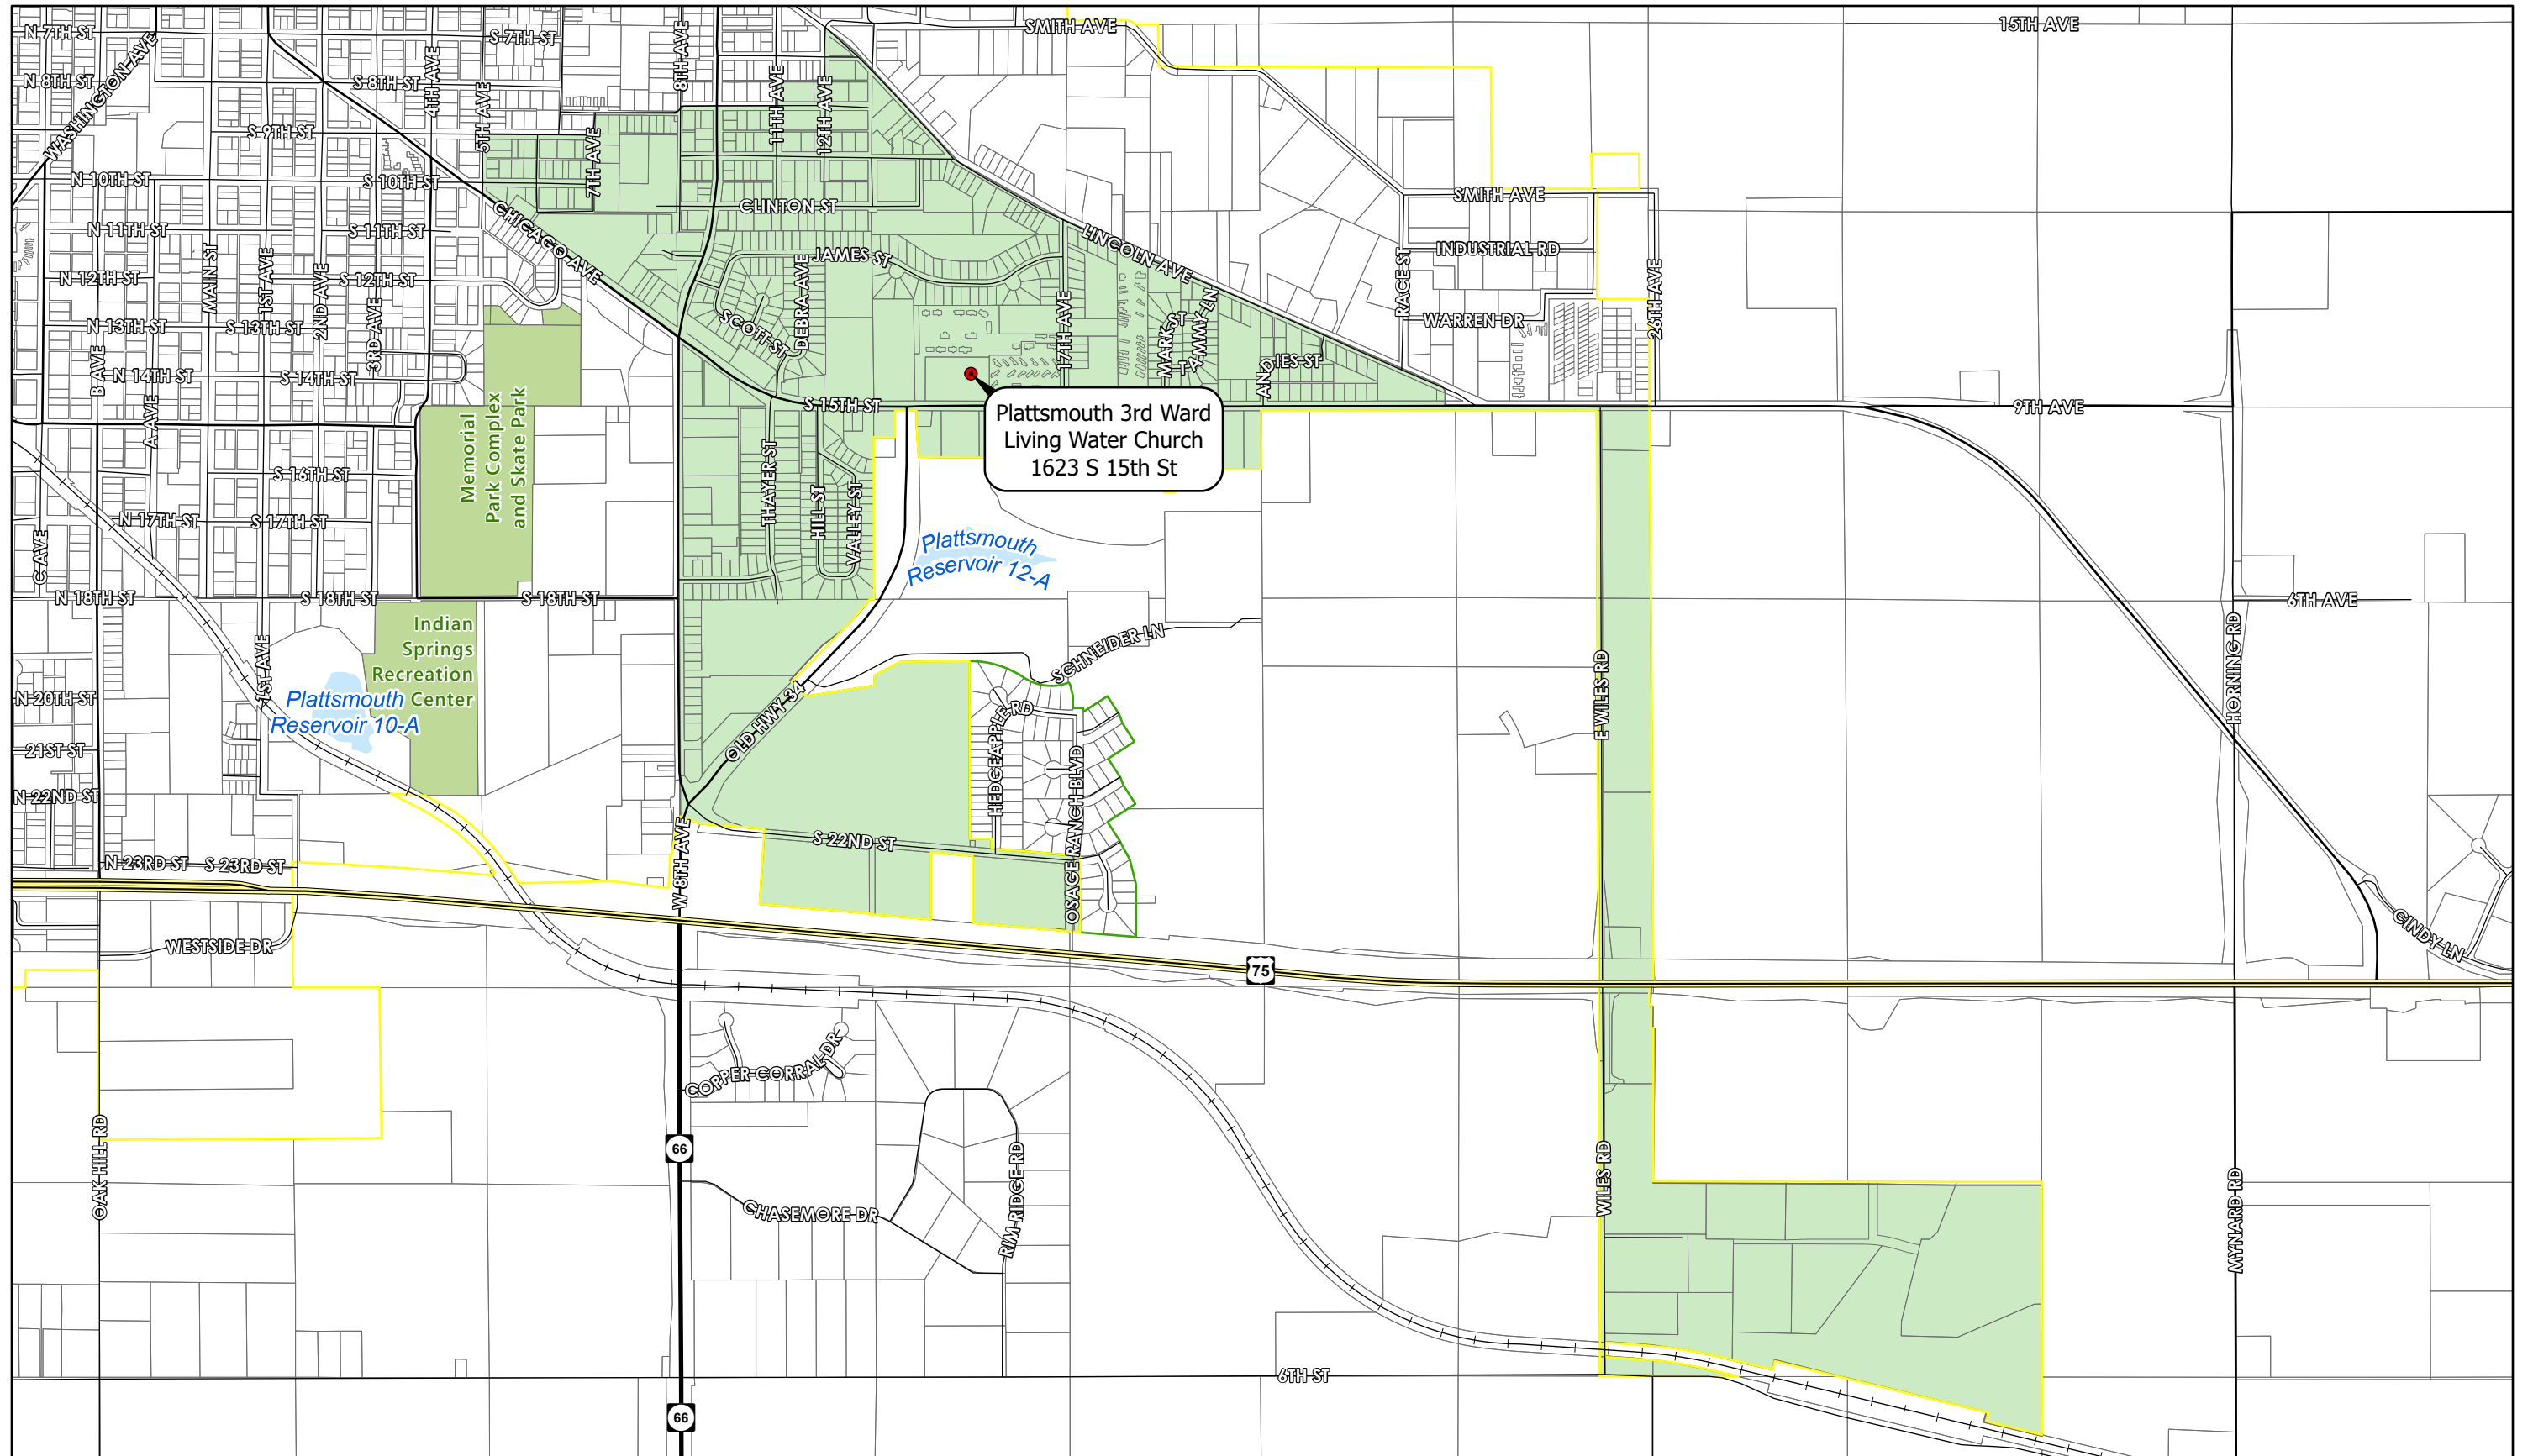 N 7TH ST
WASHINGTON AVE
S 7TH ST
8TH AVE
SMITH AVE
15TH AVE
N 8TH ST
S 8TH ST
4TH AVE
5TH AVE
11TH AVE
12TH AVE
S 9TH ST
7TH AVE
N 10TH ST
S 10TH ST
SMITH AVE
CHICAGO AVE
CLINTON ST
N 11TH ST
S 11TH ST
LINCOLN AVE
INDUSTRIAL RD
JAMES ST
MAIN ST
1ST AVE
2ND AVE
N 12TH ST
S 12TH ST
DEBRA AVE
RACE ST
26TH AVE
3RD AVE
N 13TH ST
S 13TH ST
SCOTT ST
17TH AVE
MARK ST
TAMMY LN
WARREN DR
B AVE
N 14TH ST
S 14TH ST
ANDIES ST
A AVE
S 15TH ST
9TH AVE
Plattsmouth 3rd Ward
Living Water Church
1623 S 15th St
Memorial
Park Complex
and Skate Park
S 16TH ST
THAYER ST
HILL ST
VALLEY ST
N 17TH ST
S 17TH ST
C AVE
Plattsmouth
Reservoir 12-A
N 18TH ST
S 18TH ST
S 18TH ST
6TH AVE
Indian
Springs
Recreation
Center
1ST AVE
SCHNEIDER LN
HORNING RD
E WILES RD
N 20TH ST
Plattsmouth
Reservoir 10-A
OLD HWY 34
HEDGEAPPLE RD
21ST ST
OSAGE RANCH BLVD
N 22ND ST
S 22ND ST
W 8TH AVE
N 23RD ST
S 23RD ST
WESTSIDE DR
CINDY LN
75
COPPER CORRAL DR
OAK HILL RD
66
RIM RIDGE RD
WILES RD
MYNARD RD
CHASEMORE DR
6TH ST
66